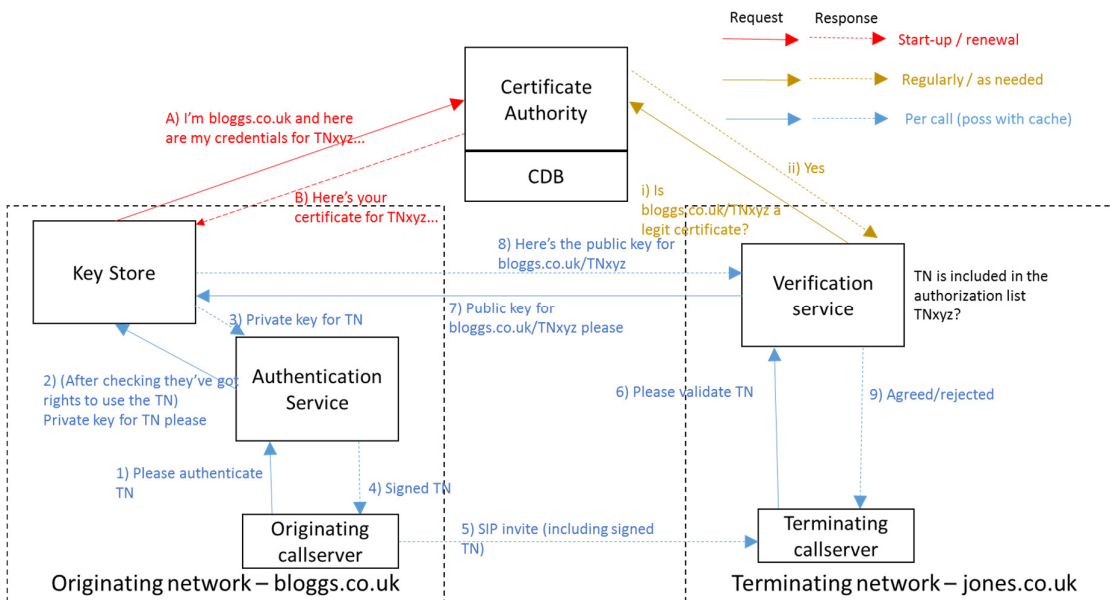 Request
Response
Start-up / renewal
Regularly / as needed
Per call (poss with cache)
Certificate
Authority
CDB
A) I'm bloggs.co.uk and here
are my credentials for TNxyz...
B) Here's your
certificate for TNxyz...
ii) Yes
i) Is
bloggs.co.uk/TNxyz a
legit certificate?
Key Store
8) Here's the public key for
bloggs.co.uk/TNxyz
7) Public key for
bloggs.co.uk/TNxyz please
Verification
service
TN is included in the
authorization list
TNxyz?
3) Private key for TN
2) (After checking they've got
rights to use the TN)
Private key for TN please
Authentication
Service
6) Please validate TN
9) Agreed/rejected
1) Please authenticate
TN
4) Signed TN
Originating
callserver
5) SIP invite (including signed
TN)
Terminating
callserver
Originating network – bloggs.co.uk
Terminating network – jones.co.uk